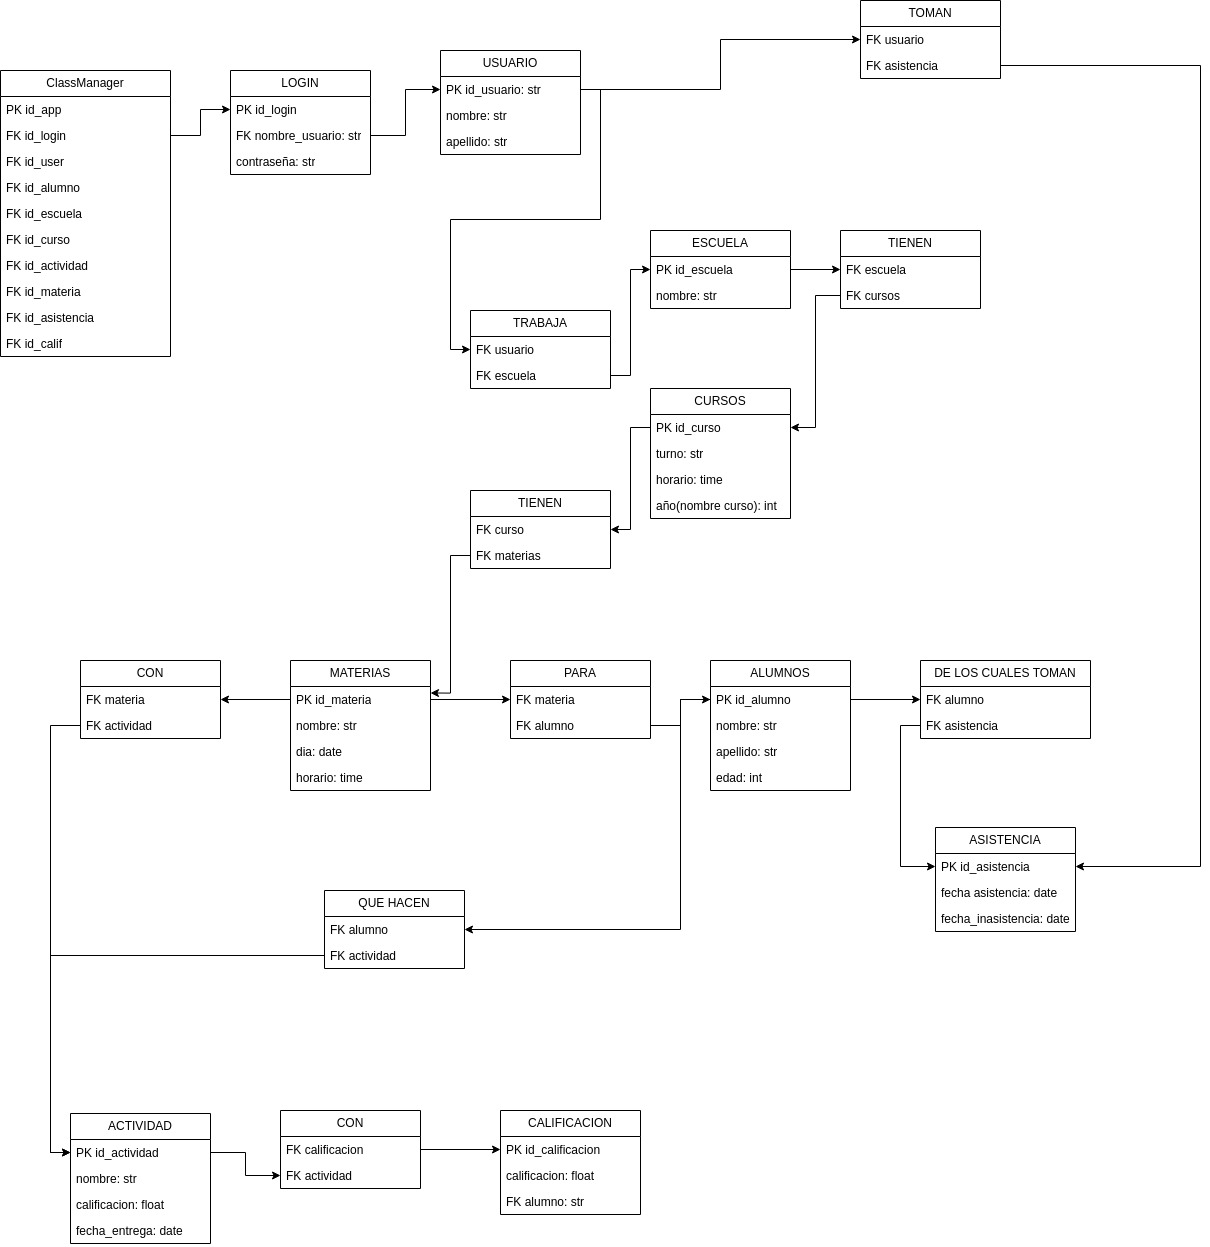 TOMAN
FK usuario
FK asistencia
USUARIO
PK id_usuario: str
nombre: str
apellido: str
ClassManager
PK id_app
FK id_login
FK id_user
FK id_alumno
FK id_escuela
FK id_curso
FK id_actividad
FK id_materia
FK id_asistencia
FK id_calif
LOGIN
PK id_login
FK nombre_usuario: str
contraseña: str
ESCUELA
PK id_escuela
nombre: str
TIENEN
FK escuela
FK cursos
TRABAJA
FK usuario
FK escuela
CURSOS
PK id_curso
turno: str
horario: time
año(nombre curso): int
TIENEN
FK curso
FK materias
CON
FK materia
FK actividad
MATERIAS
PK id_materia
nombre: str
dia: date
horario: time
PARA
FK materia
FK alumno
ALUMNOS
PK id_alumno
nombre: str
apellido: str
edad: int
DE LOS CUALES TOMAN
FK alumno
FK asistencia
ASISTENCIA
PK id_asistencia
fecha asistencia: date
fecha_inasistencia: date
QUE HACEN
FK alumno
FK actividad
ACTIVIDAD
PK id_actividad
nombre: str
calificacion: float
fecha_entrega: date
CON
FK calificacion
FK actividad
CALIFICACION
PK id_calificacion
calificacion: float
FK alumno: str